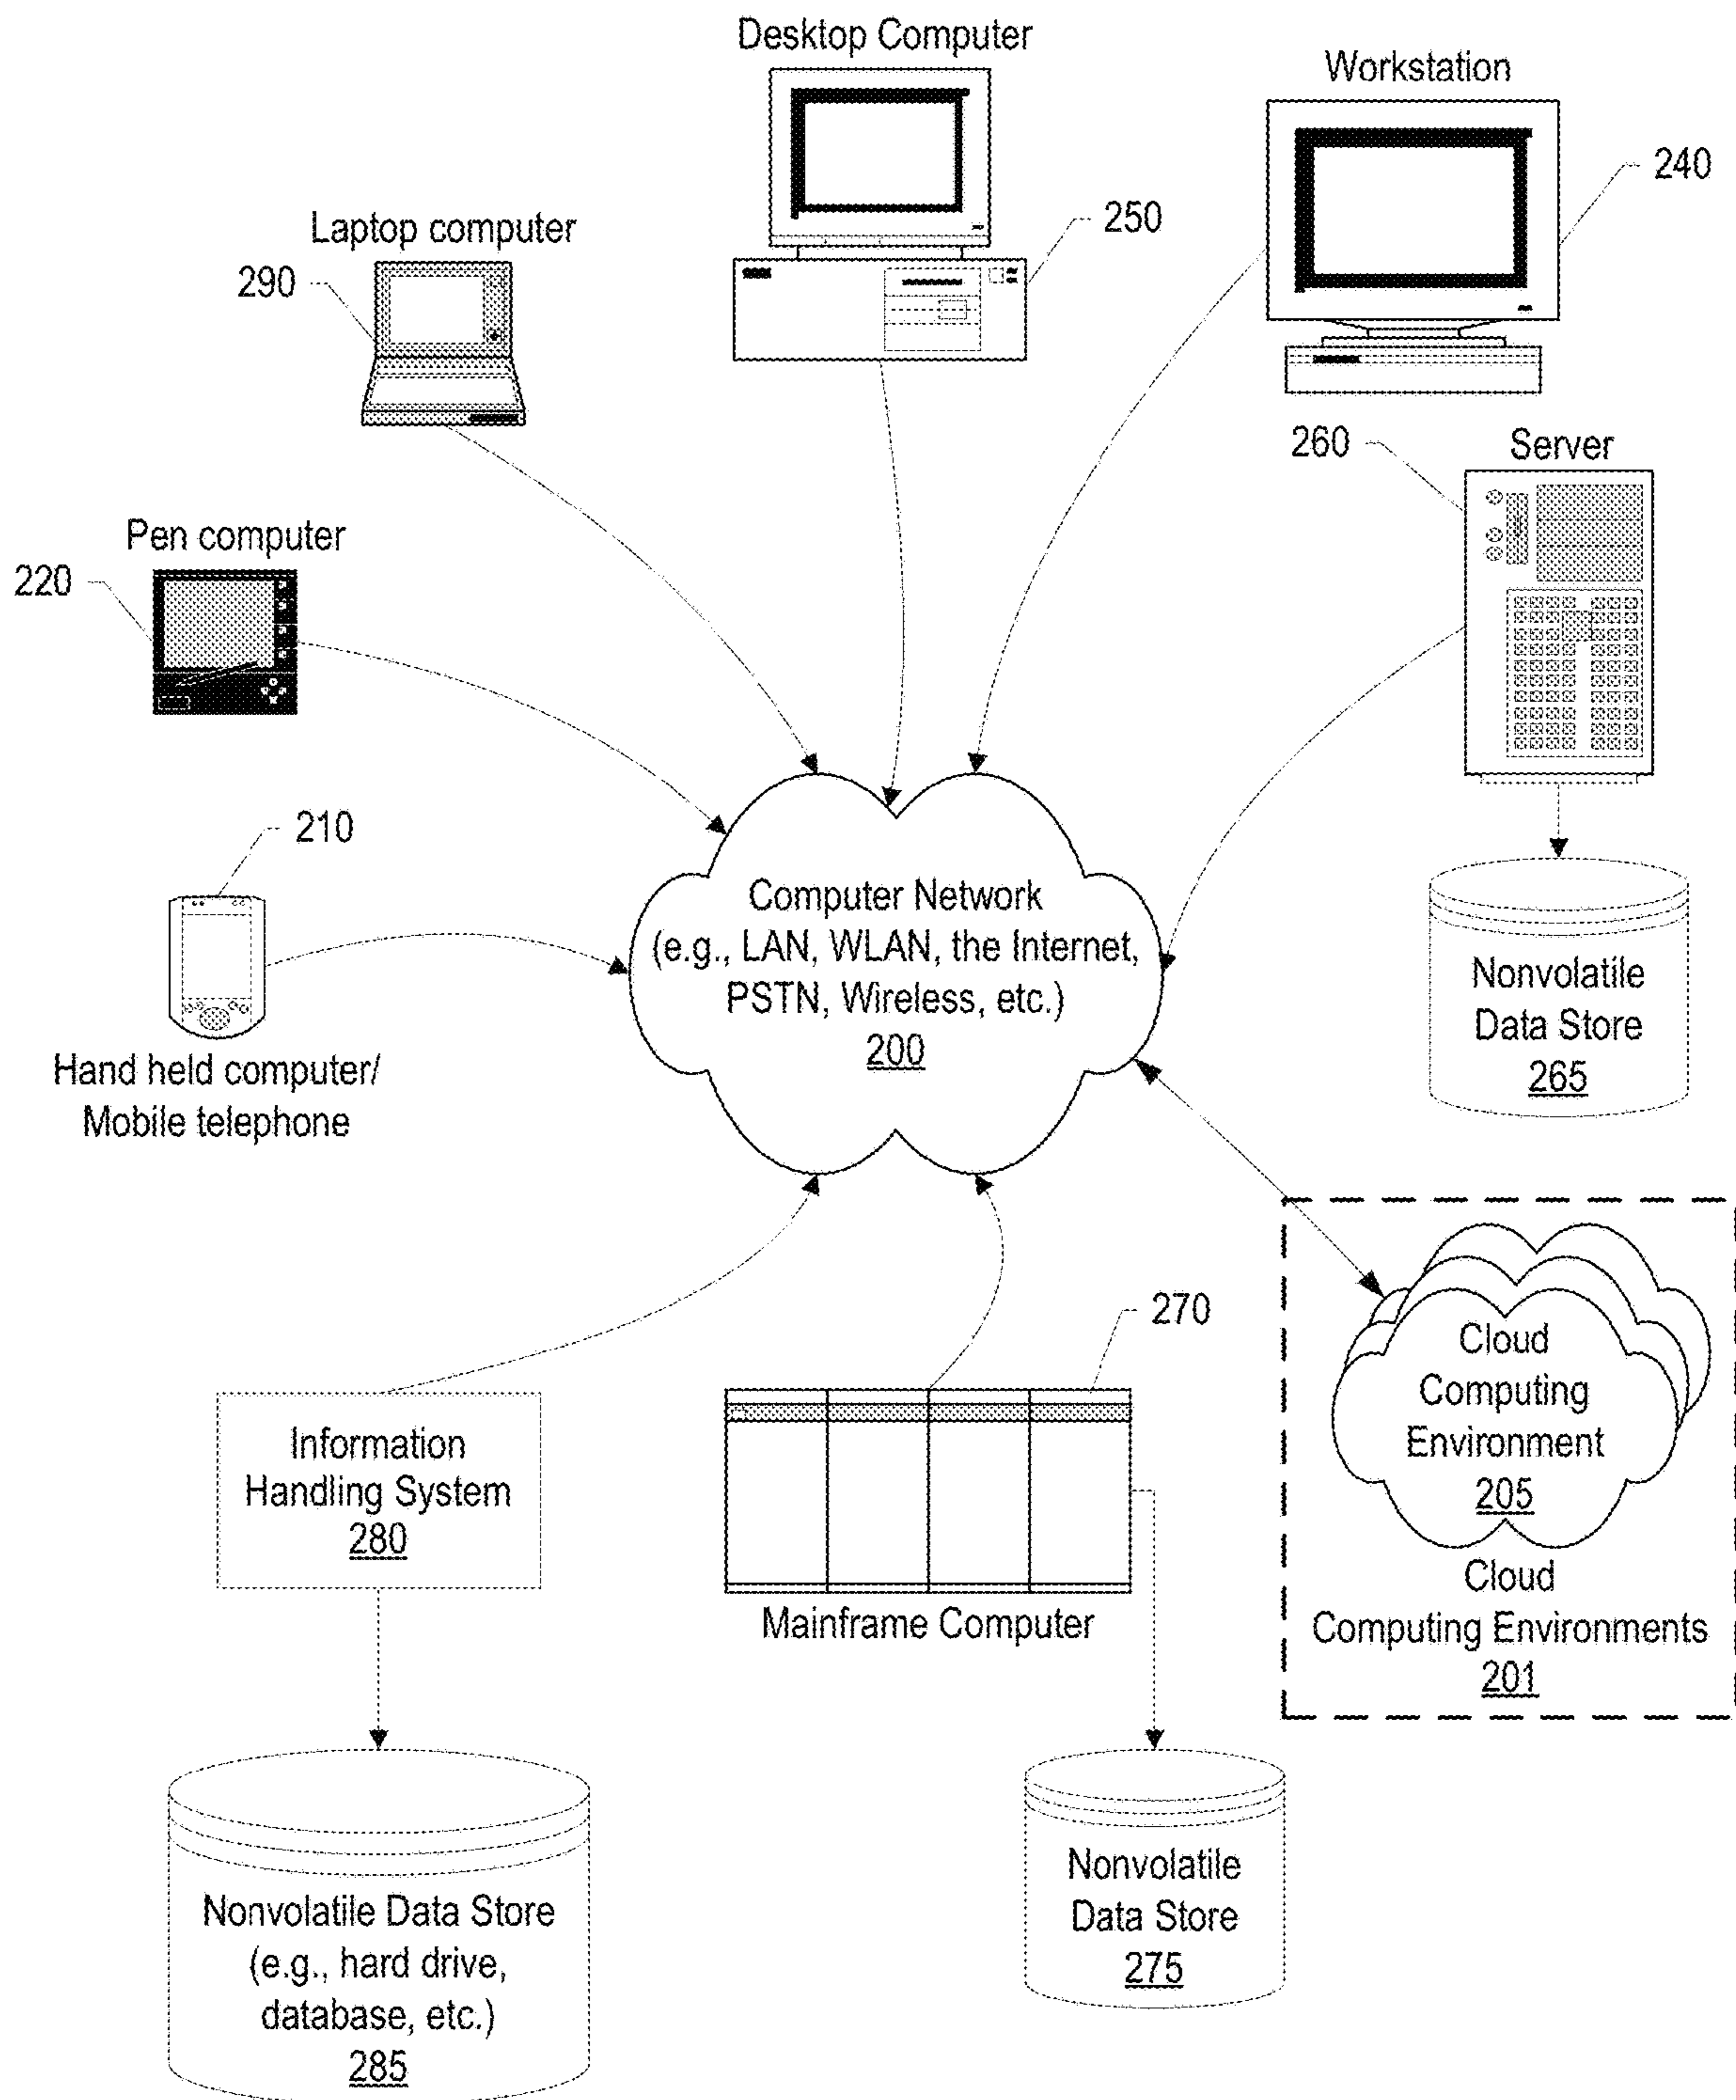 Desktop Computer
Workstation
240
250
Laptop computer
290
260
Server
Pen computer
220
210
Hand held computer/
Mobile telephone
Computer Network
(e.g., LAN, WLAN, the Internet,
PSTN, Wireless, etc.)
200
Nonvolatile
Data Store
265
270
Cloud
Computing
Environment
205
Cloud
Computing Environments
201
Information
Handling System
280
Mainframe Computer
Nonvolatile Data Store
(e.g., hard drive,
database, etc.)
285
Nonvolatile
Data Store
275